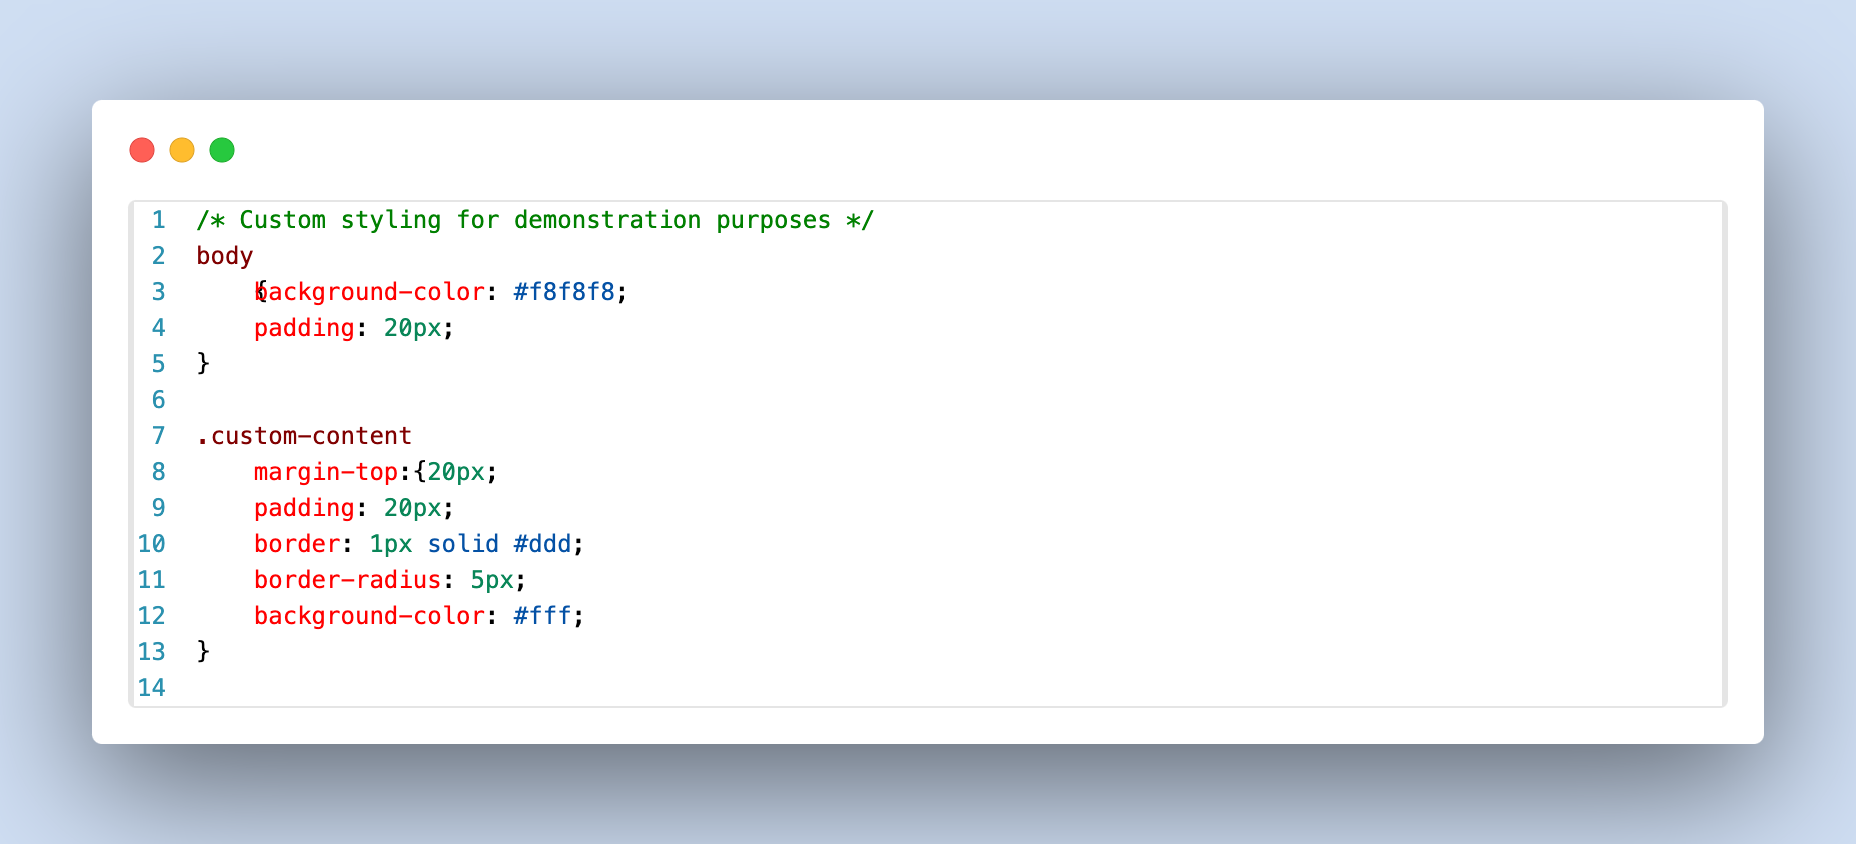 1 /* Custom styling for demonstration purposes */
2 body
3 {background-color: #f8f8f8;
4 padding: 20px;
5 }
6
7 .custom-content
8 margin-top:{20px;
9 padding: 20px;
10 border: 1px solid #ddd;
11 border-radius: 5px;
12 background-color: #fff;
13 }
14